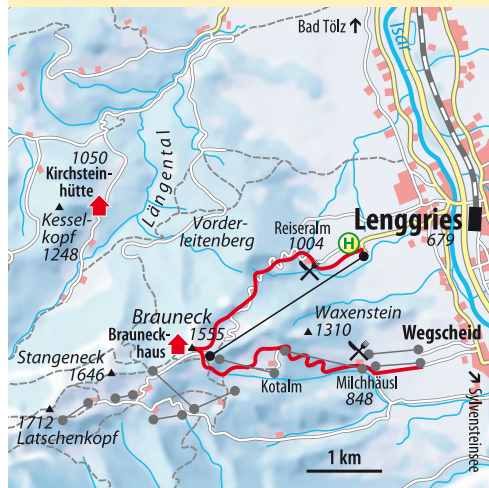 Bad Tölz
Isar
1050
Kirchstein-
hütte
Kessel-
kopf
1248
Längental
Vorder-
leitenberg
Reiseralm
1004
H
Lenggries
679
Brauneck
1555
Brauneck-
haus
Waxenstein
1310
Wegscheid
Stangeneck
1646
Kotalm
Milchhäusl
848
1712
Latschenkopf
Sylvensteinsee
1 km